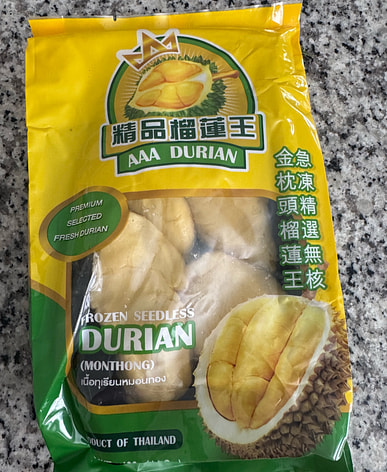 精品榴蓮王
AAA DURIAN
急凍精選無核
金枕頭榴蓮王
PREMIUM
SELECTED
FRESH DURIAN
FROZEN SEEDLESS
DURIAN
(MONTHONG)
เนื้อทุเรียนหมอนทอง
PRODUCT OF THAILAND